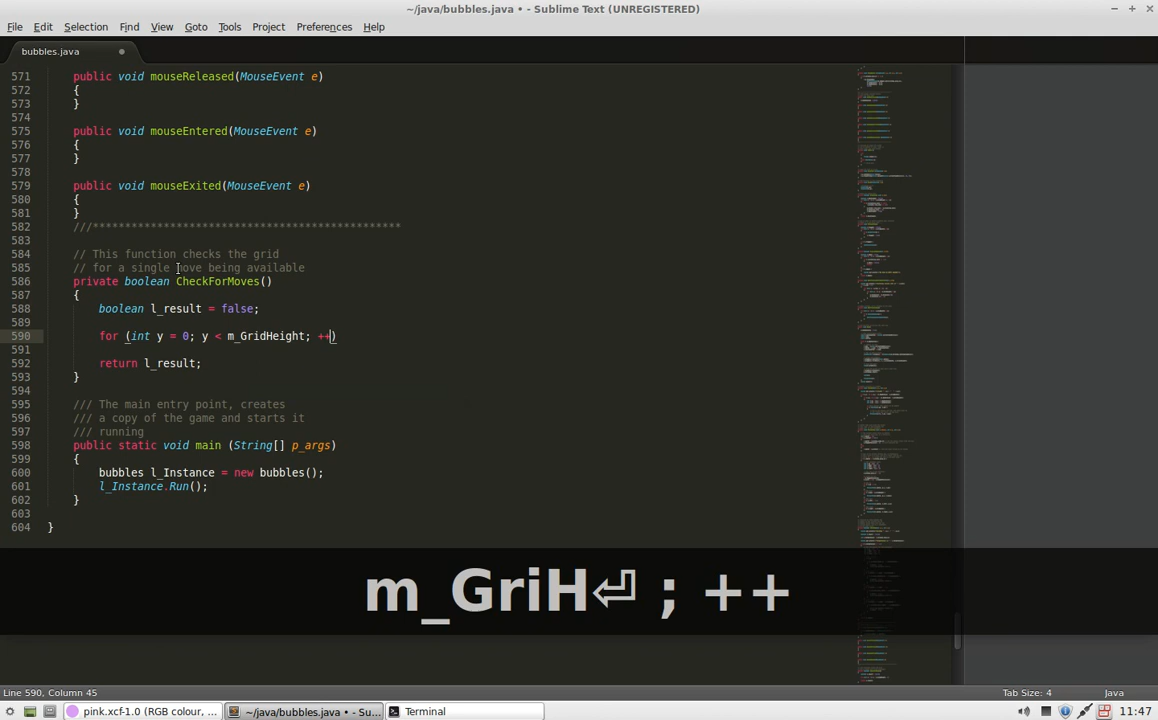 ~/java/bubbles.java • - Sublime Text (UNREGISTERED)
File Edit Selection Find View Goto Tools Project Preferences Help
bubbles.java
571 public void mouseReleased(MouseEvent e)
572 {
573 }
574
575 public void mouseEntered(MouseEvent e)
576 {
577 }
578
579 public void mouseExited(MouseEvent e)
580 {
581 }
582 ///************************************************
583
584 // This function checks the grid
585 // for a single move being available
586 private boolean CheckForMoves()
587 {
588 boolean l_result = false;
589
590 for (int y = 0; y < m_GridHeight; ++)
591
592 return l_result;
593 }
594
595 /// The main entry point, creates
596 /// a copy of the game and starts it
597 /// running
598 public static void main (String[] p_args)
599 {
600 bubbles l_Instance = new bubbles();
601 l_Instance.Run();
602 }
603
604 }
m_GriH⏎ ; ++
Line 590, Column 45 Tab Size: 4 Java
pink.xcf-1.0 (RGB colour, ... ~/java/bubbles.java • - Su... Terminal 11:47